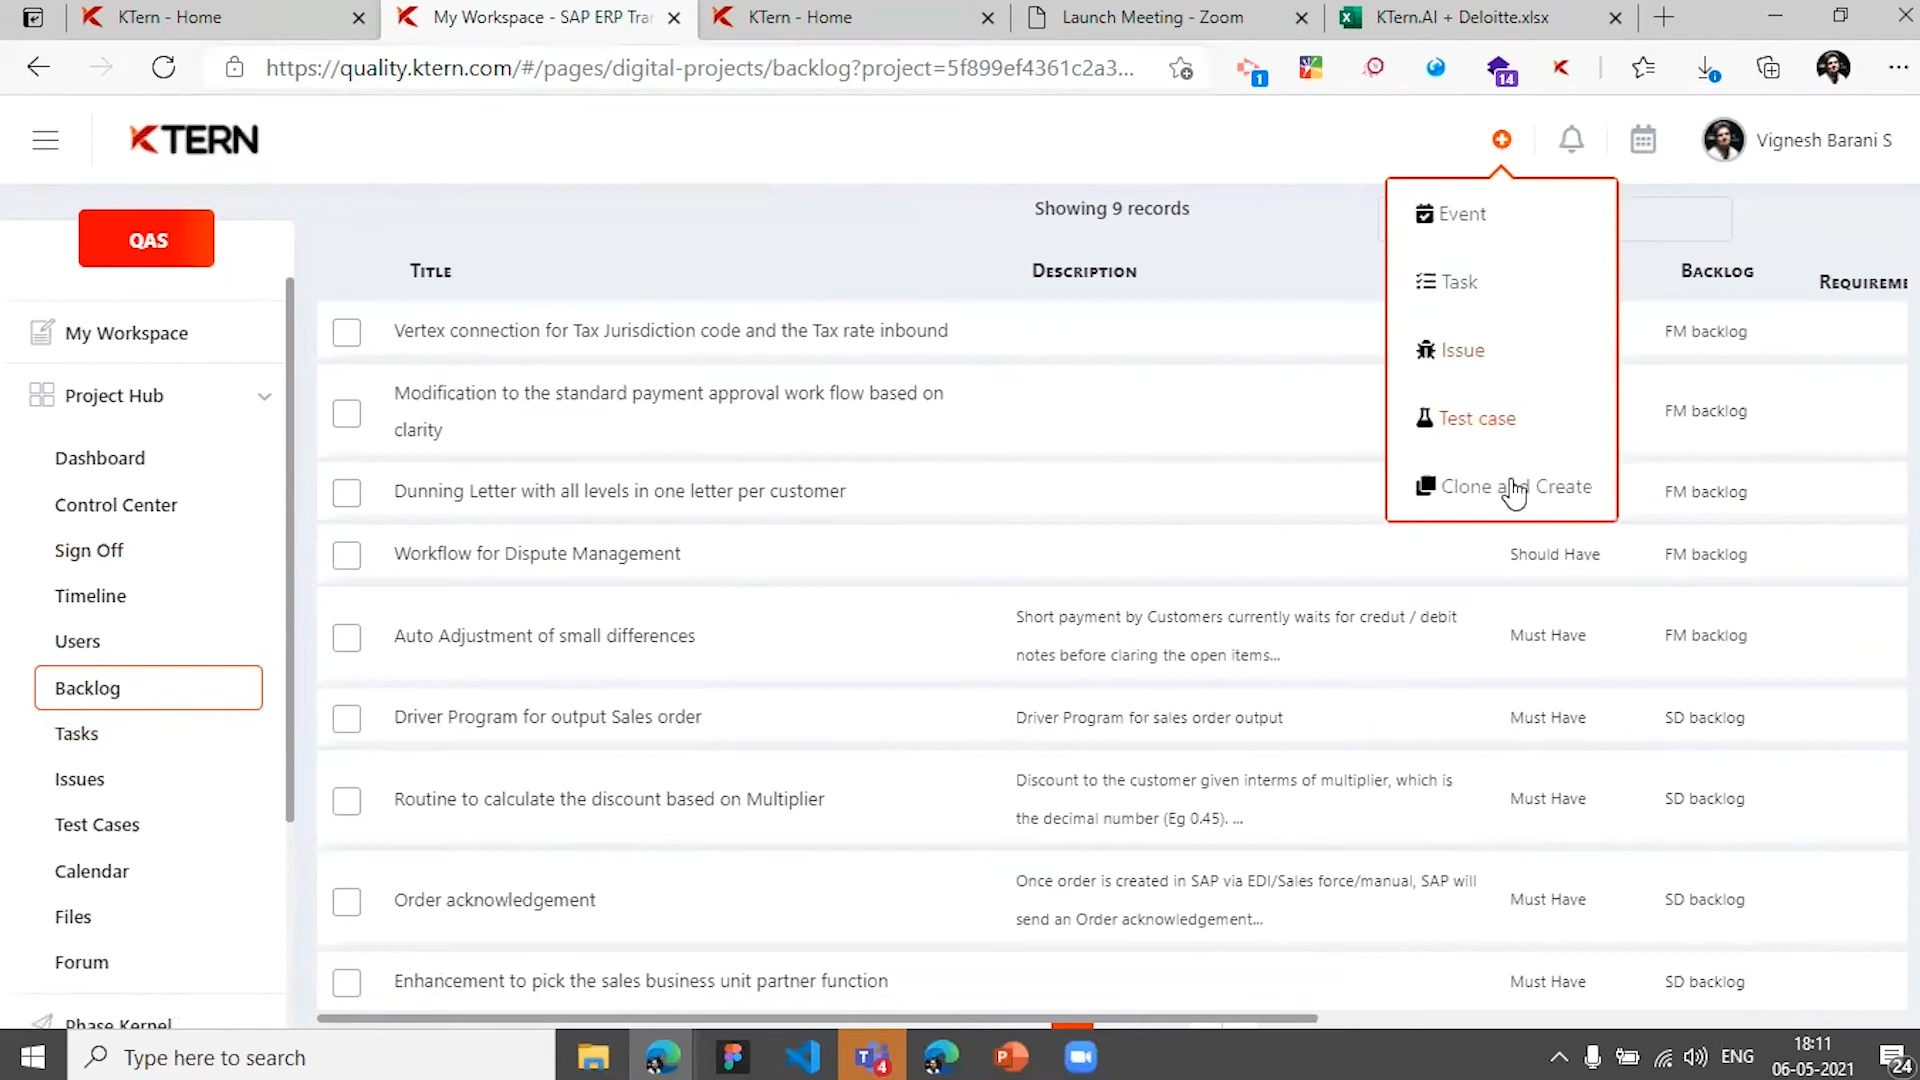 KTern - Home
My Workspace - SAP ERP Tra
KTern - Home
Launch Meeting - Zoom
KTern.AI + Deloitte.xlsx
https://quality.ktern.com/#/pages/digital-projects/backlog?project=5f899ef4361c2a3...
1
14
KTERN
Vignesh Barani S
QAS
Showing 9 records
Event
Task
Issue
Test case
Clone and Create
My Workspace
Project Hub
Dashboard
Control Center
Sign Off
Timeline
Users
Backlog
Tasks
Issues
Test Cases
Calendar
Files
Forum
Phase Kernel
TITLE
DESCRIPTION
BACKLOG
REQUIREME
Vertex connection for Tax Jurisdiction code and the Tax rate inbound
FM backlog
Modification to the standard payment approval work flow based on
clarity
FM backlog
Dunning Letter with all levels in one letter per customer
FM backlog
Workflow for Dispute Management
Should Have
FM backlog
Auto Adjustment of small differences
Short payment by Customers currently waits for credut / debit
notes before claring the open items...
Must Have
FM backlog
Driver Program for output Sales order
Driver Program for sales order output
Must Have
SD backlog
Routine to calculate the discount based on Multiplier
Discount to the customer given interms of multiplier, which is
the decimal number (Eg 0.45). ...
Must Have
SD backlog
Order acknowledgement
Once order is created in SAP via EDI/Sales force/manual, SAP will
send an Order acknowledgement...
Must Have
SD backlog
Enhancement to pick the sales business unit partner function
Must Have
SD backlog
Type here to search
4
ENG
18:11
06-05-2021
24